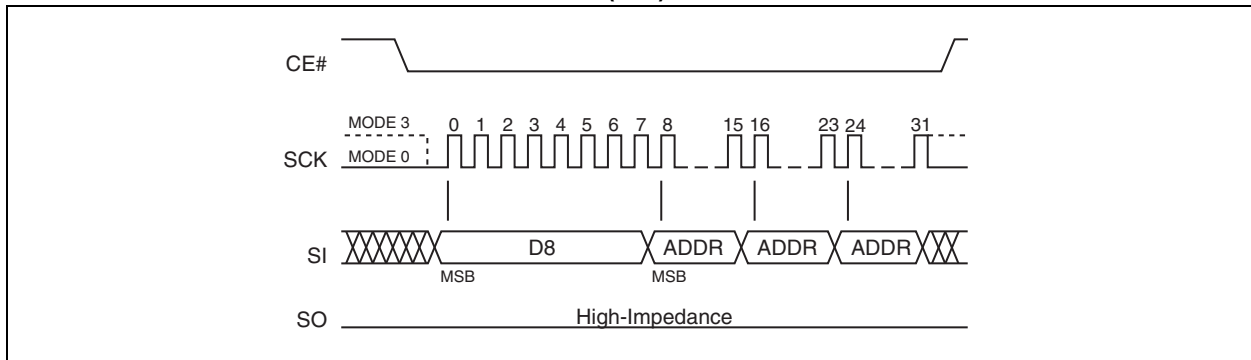 CE#
MODE 3
0 1 2 3 4 5 6 7 8 15 16 23 24 31
SCK
MODE 0
SI
D8 ADDR ADDR ADDR
MSB MSB
SO
High-Impedance